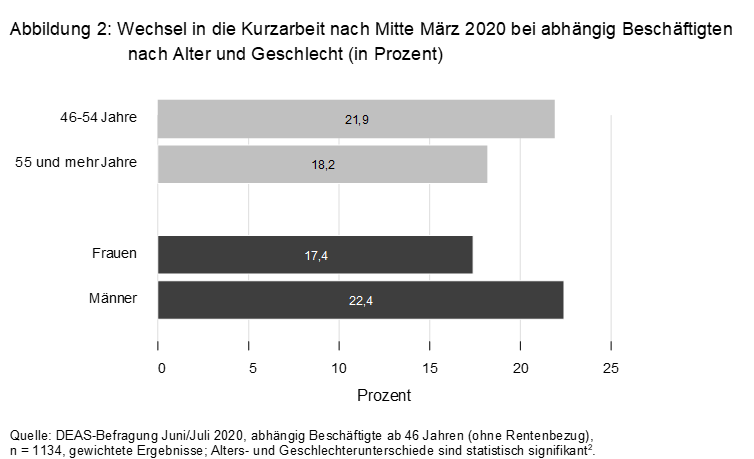 Abbildung 2: Wechsel in die Kurzarbeit nach Mitte März 2020 bei abhängig Beschäftigten
nach Alter und Geschlecht (in Prozent)
46-54 Jahre
21,9
55 und mehr Jahre
18,2
Frauen
17,4
Männer
22,4
0 5 10 15 20 25
Prozent
Quelle: DEAS-Befragung Juni/Juli 2020, abhängig Beschäftigte ab 46 Jahren (ohne Rentenbezug),
n = 1134, gewichtete Ergebnisse; Alters- und Geschlechterunterschiede sind statistisch signifikant².